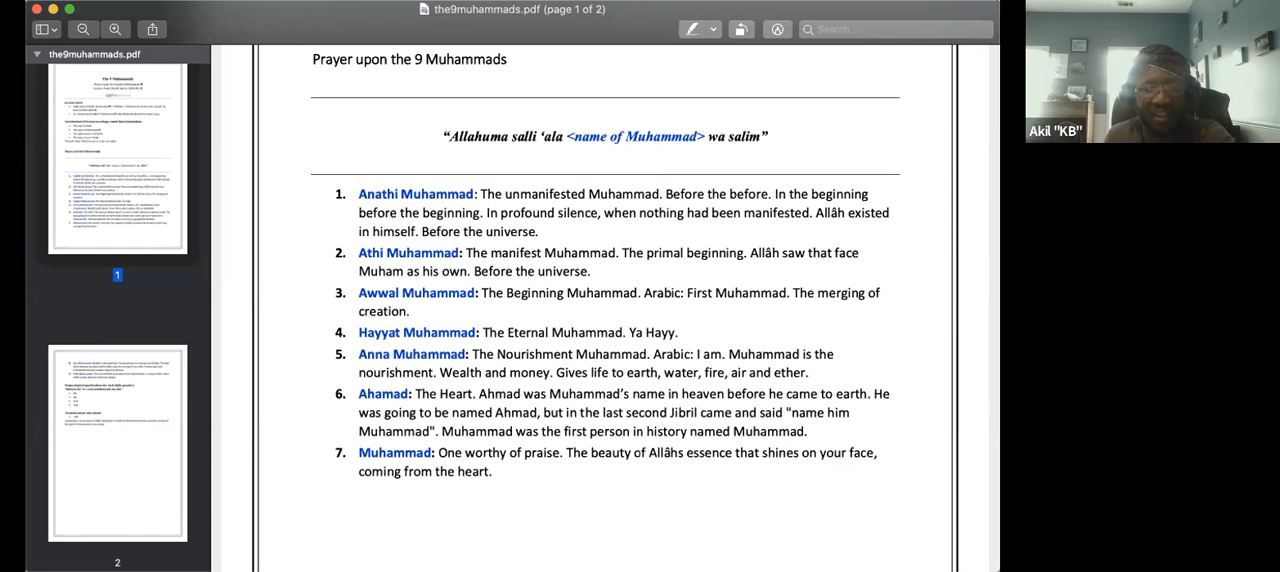 the9muhammads.pdf (page 1 of 2)
Search
the9muhammads.pdf
1
2
Prayer upon the 9 Muhammads
“Allahuma salli ‘ala <name of Muhammad> wa salim”
1. Anathi Muhammad: The unmanifested Muhammad. Before the before. In the beginning
before the beginning. In profound silence, when nothing had been manifested. Allâh existed
in himself. Before the universe.
2. Athi Muhammad: The manifest Muhammad. The primal beginning. Allâh saw that face
Muham as his own. Before the universe.
3. Awwal Muhammad: The Beginning Muhammad. Arabic: First Muhammad. The merging of
creation.
4. Hayyat Muhammad: The Eternal Muhammad. Ya Hayy.
5. Anna Muhammad: The Nourishment Muhammad. Arabic: I am. Muhammad is the
nourishment. Wealth and beauty. Gives life to earth, water, fire, air and ether.
6. Ahamad: The Heart. Ahmad was Muhammad’s name in heaven before he came to earth. He
was going to be named Ahmad, but in the last second Jibril came and said "name him
Muhammad". Muhammad was the first person in history named Muhammad.
7. Muhammad: One worthy of praise. The beauty of Allâhs essence that shines on your face,
coming from the heart.
Akil "KB"